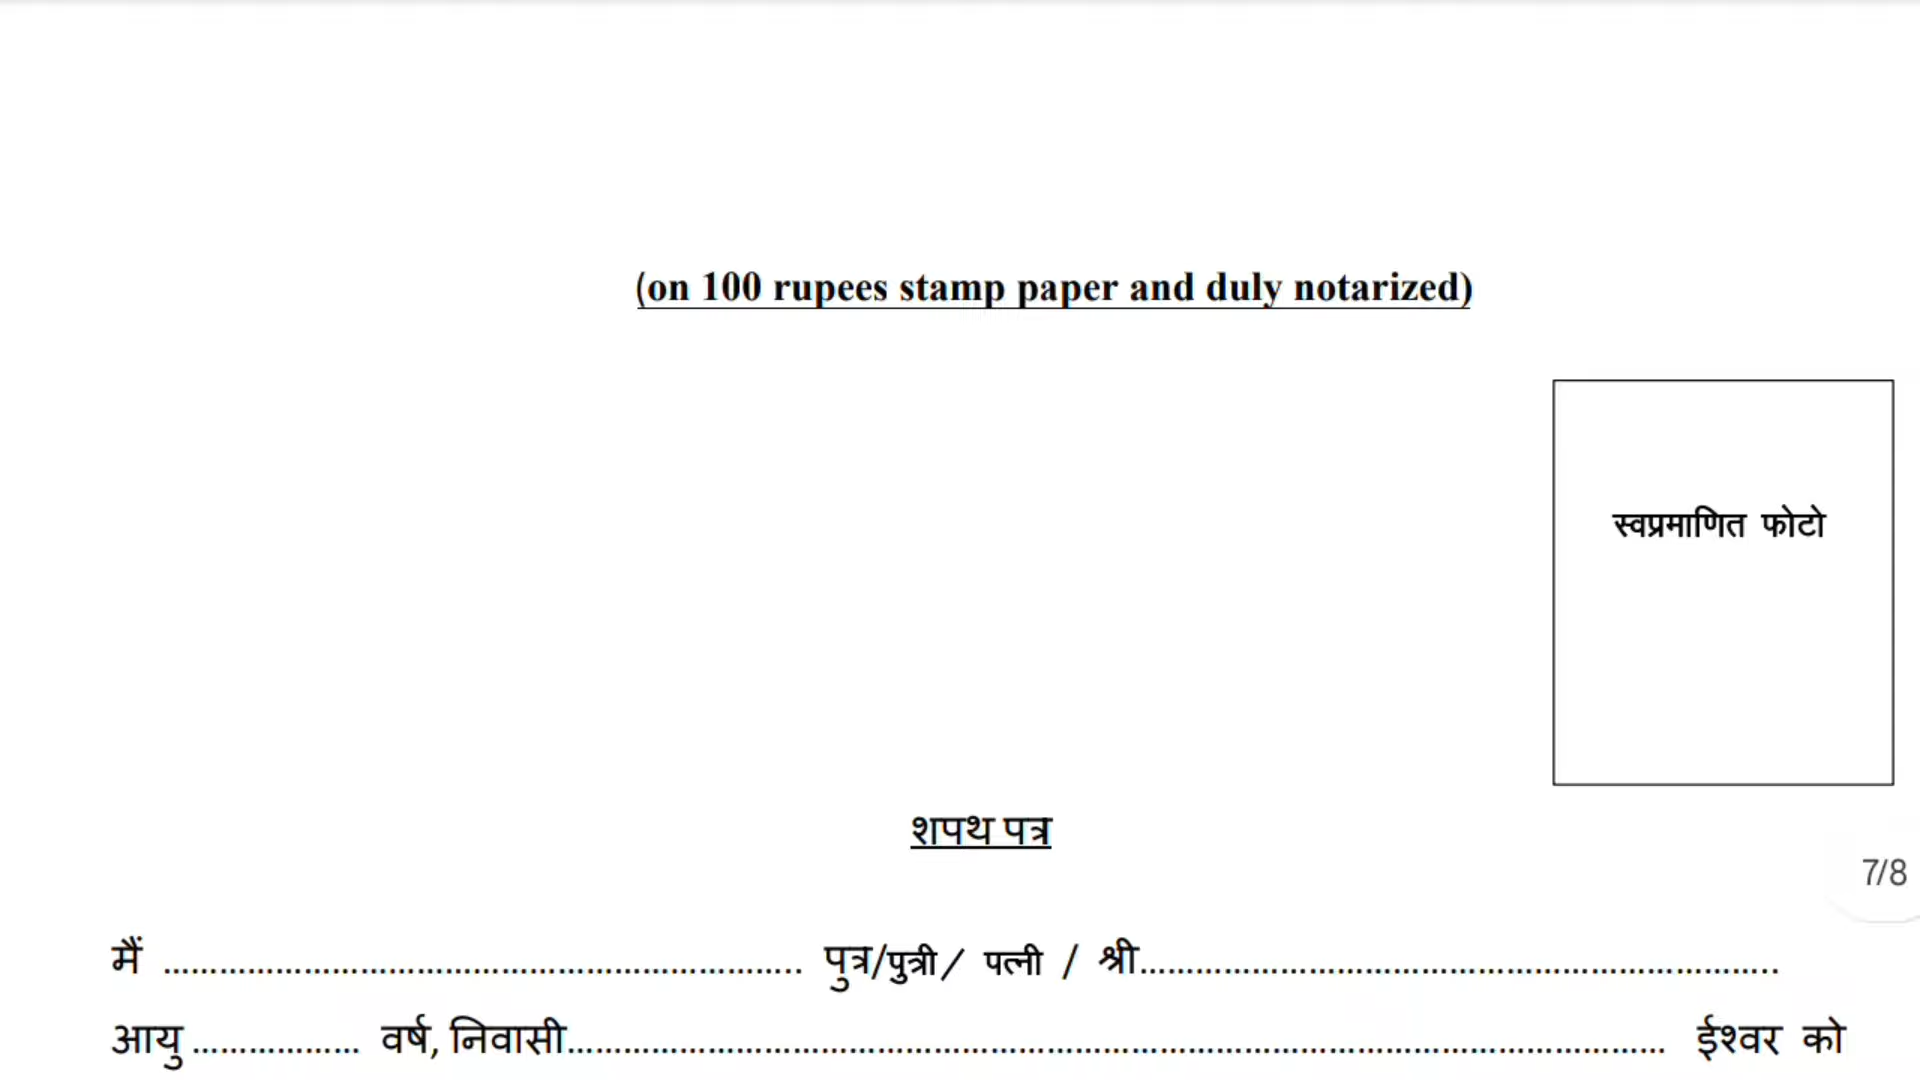 (on 100 rupees stamp paper and duly notarized)
स्वप्रमाणित फोटो
शपथ पत्र
7/8
मैं ................................................................ पुत्र/पुत्री/ पत्नी / श्री................................................................
आयु .................. वर्ष, निवासी.............................................................................................................. ईश्वर को